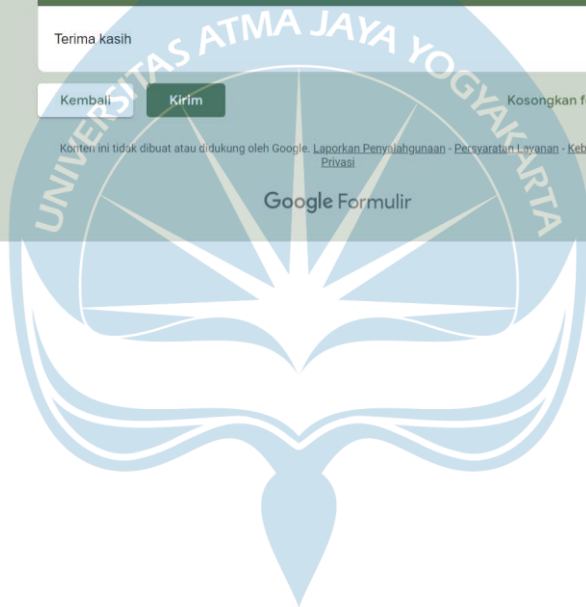 Terima kasih
UNIVERSITAS ATMA JAYA YOGYAKARTA
Kembali
Kirim
Kosongkan
Konten ini tidak dibuat atau didukung oleh Google. Laporkan Penyalahgunaan - Persyaratan Layanan -
Privasi
Google Formulir